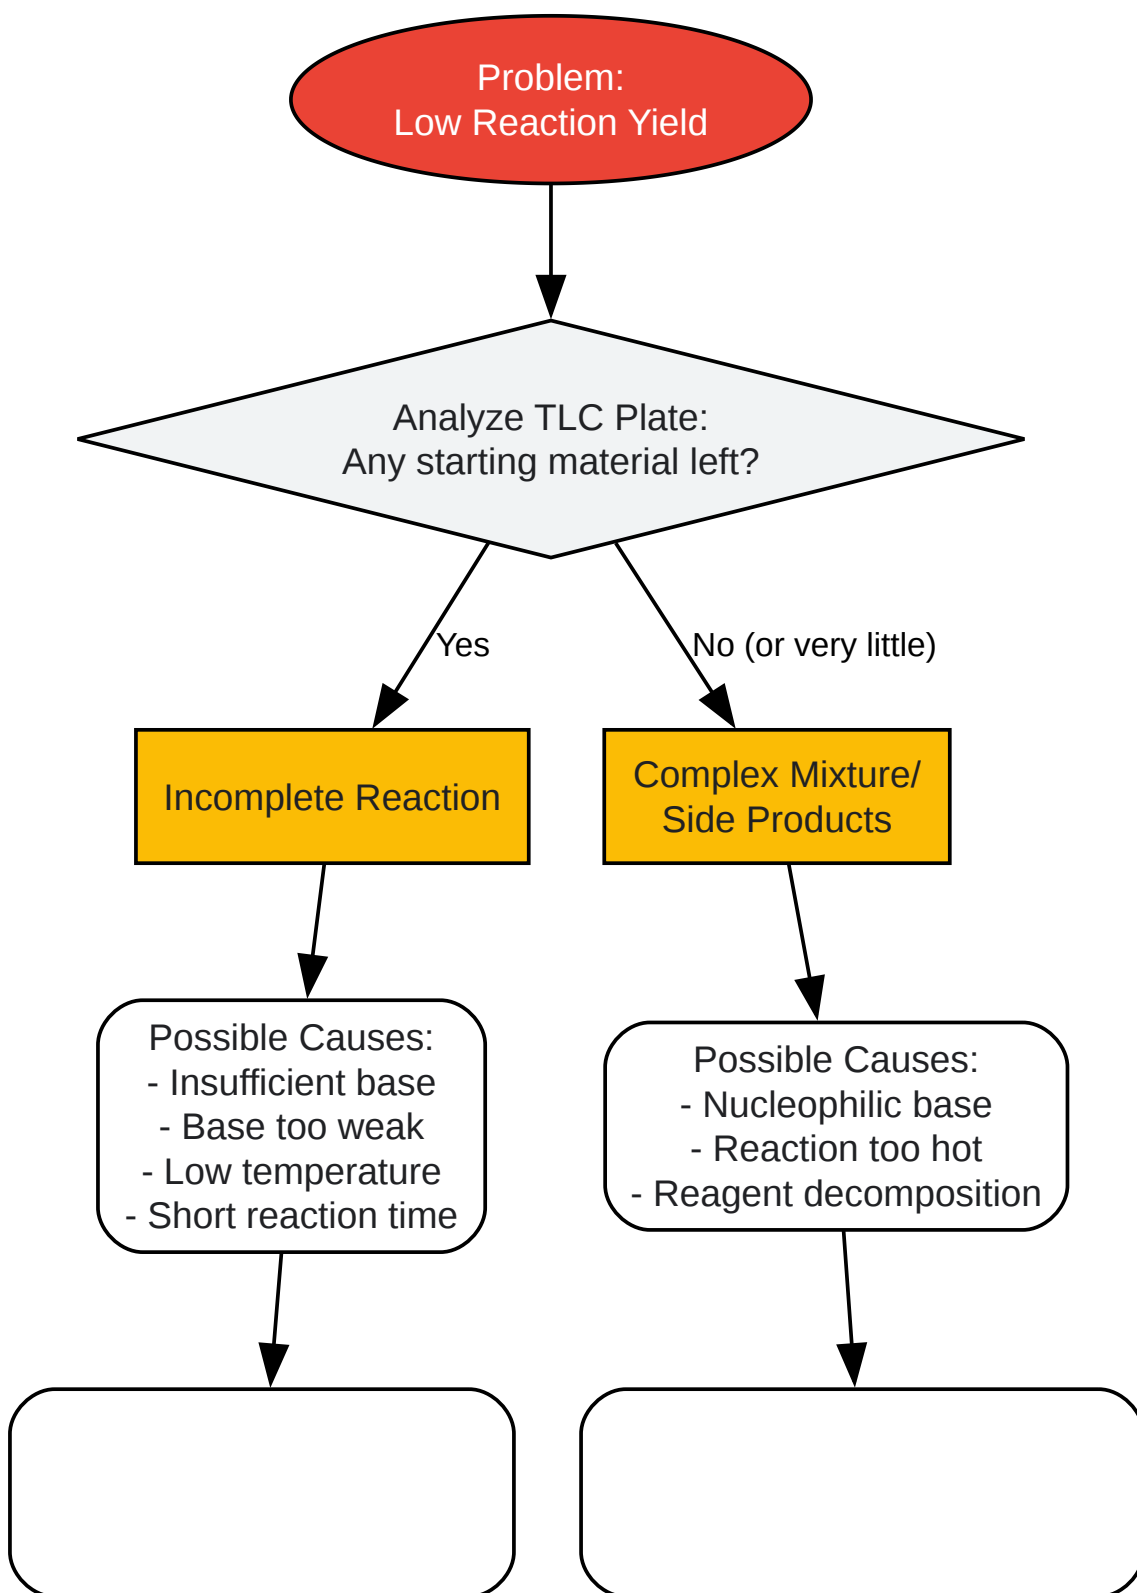 Problem:
Low Reaction Yield
Analyze TLC Plate:
Any starting material left?
Yes
No (or very little)
Incomplete Reaction
Complex Mixture/
Side Products
Possible Causes:
- Insufficient base
- Base too weak
- Low temperature
- Short reaction time
Possible Causes:
- Nucleophilic base
- Reaction too hot
- Reagent decomposition